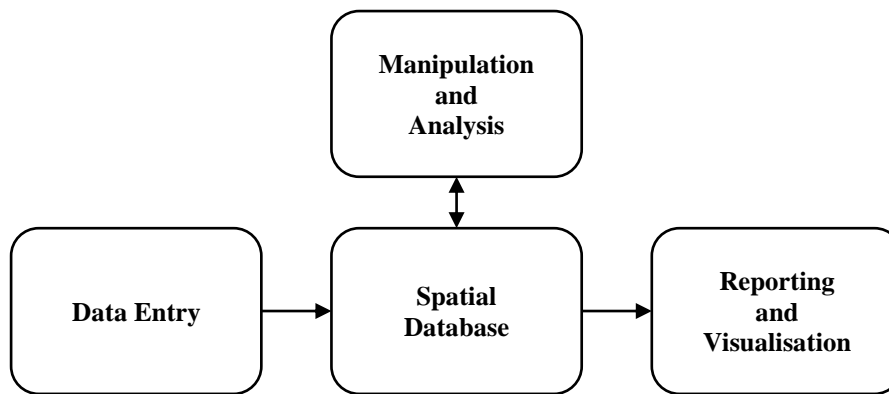 Manipulation
and
Analysis
Data Entry
Spatial
Database
Reporting
and
Visualisation